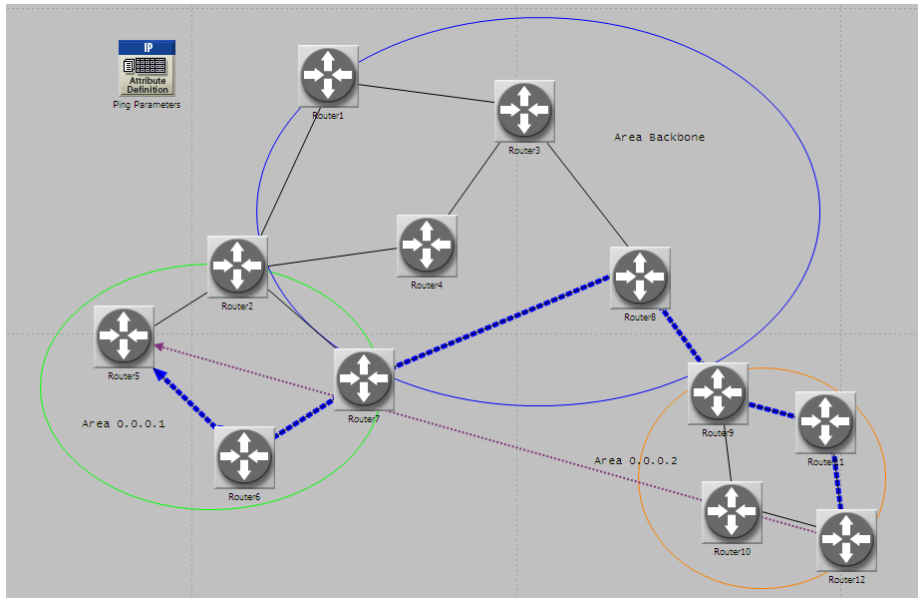 IP
Attribute
Definition
Ping Parameters
Router1
Area Backbone
Router3
Router4
Router2
Router8
Router5
Router7
Router9
Area 0.0.0.1
Router11
Area 0.0.0.2
Router6
Router10
Router12